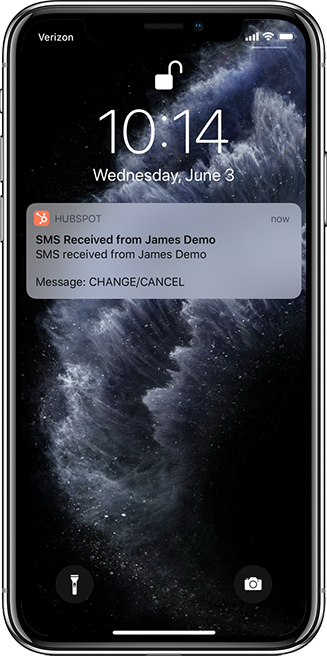 Verizon
10:14
Wednesday, June 3
HUBSPOT now
SMS Received from James Demo
SMS received from James Demo
Message: CHANGE/CANCEL